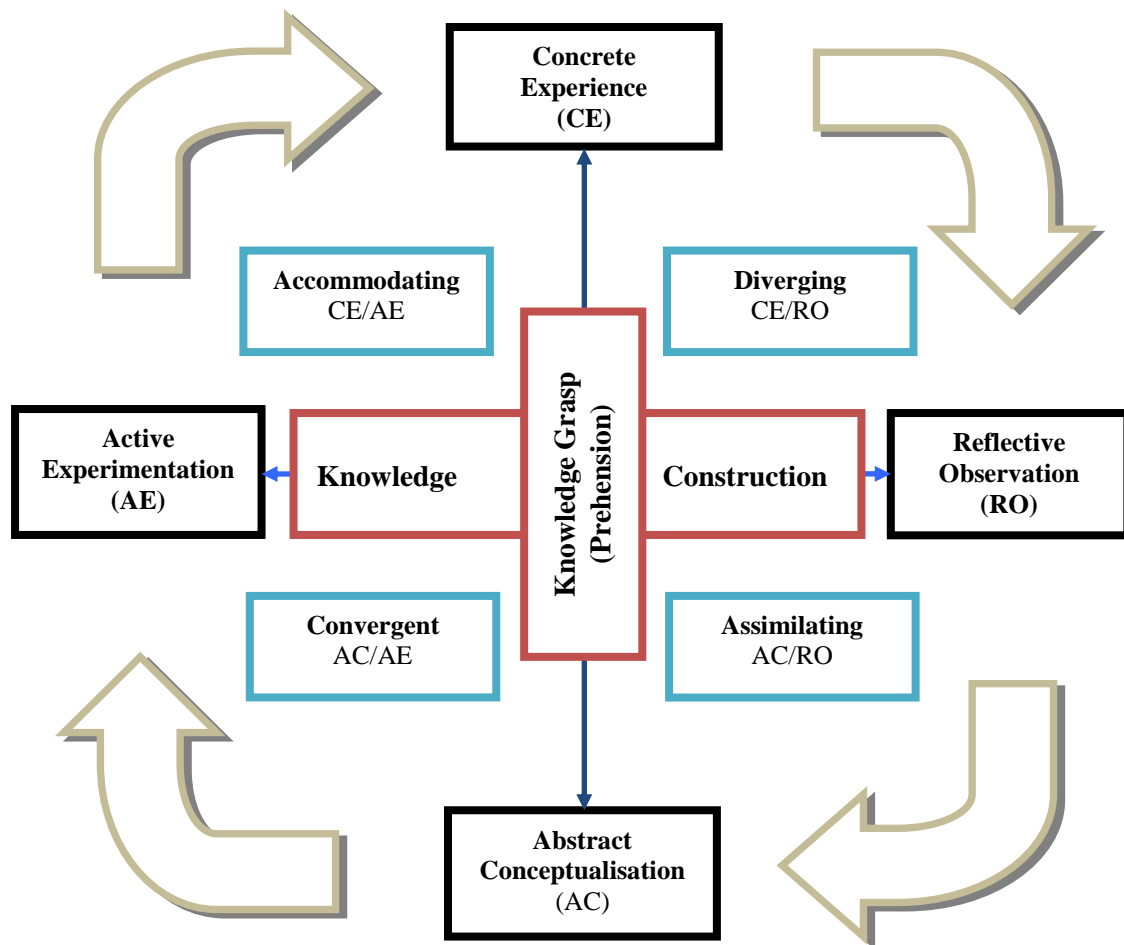 Concrete
Experience
(CE)
Accommodating
CE/AE
Diverging
CE/RO
Active
Experimentation
(AE)
Knowledge
Knowledge Grasp
(Prehension)
Construction
Reflective
Observation
(RO)
Convergent
AC/AE
Assimilating
AC/RO
Abstract
Conceptualisation
(AC)